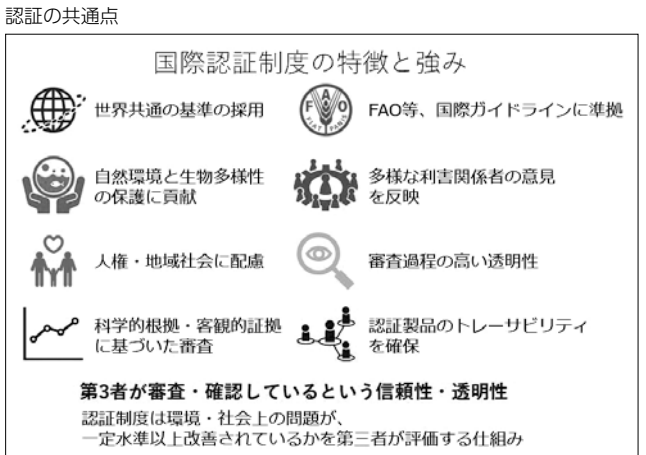 認証の共通点
国際認証制度の特徴と強み
世界共通の基準の採用
FAO
FIAT PANIS
FAO等、国際ガイドラインに準拠
自然環境と生物多様性
の保護に貢献
多様な利害関係者の意見
を反映
人権・地域社会に配慮
審査過程の高い透明性
科学的根拠・客観的証拠
に基づいた審査
認証製品のトレーサビリティ
を確保
第3者が審査・確認しているという信頼性・透明性
認証制度は環境・社会上の問題が、
一定水準以上改善されているかを第三者が評価する仕組み